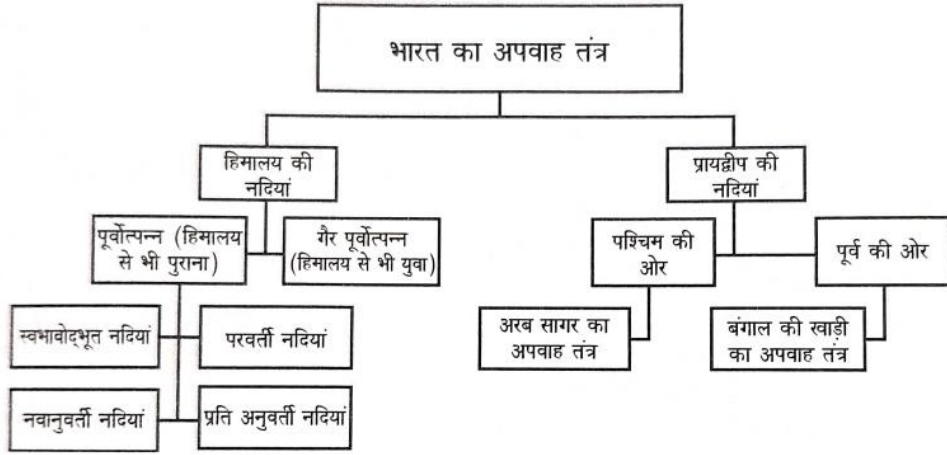 भारत का अपवाह तंत्र
हिमालय की
नदियां
प्रायद्वीप की
नदियां
पूर्वोत्पन्न (हिमालय
से भी पुराना)
गैर पूर्वोत्पन्न
(हिमालय से भी युवा)
पश्चिम की
ओर
पूर्व की ओर
स्वभावोद्भूत नदियां
परवर्ती नदियां
अरब सागर का
अपवाह तंत्र
बंगाल की खाड़ी
का अपवाह तंत्र
नवानुवर्ती नदियां
प्रति अनुवर्ती नदियां